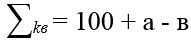 ∑кв = 100 + а - в